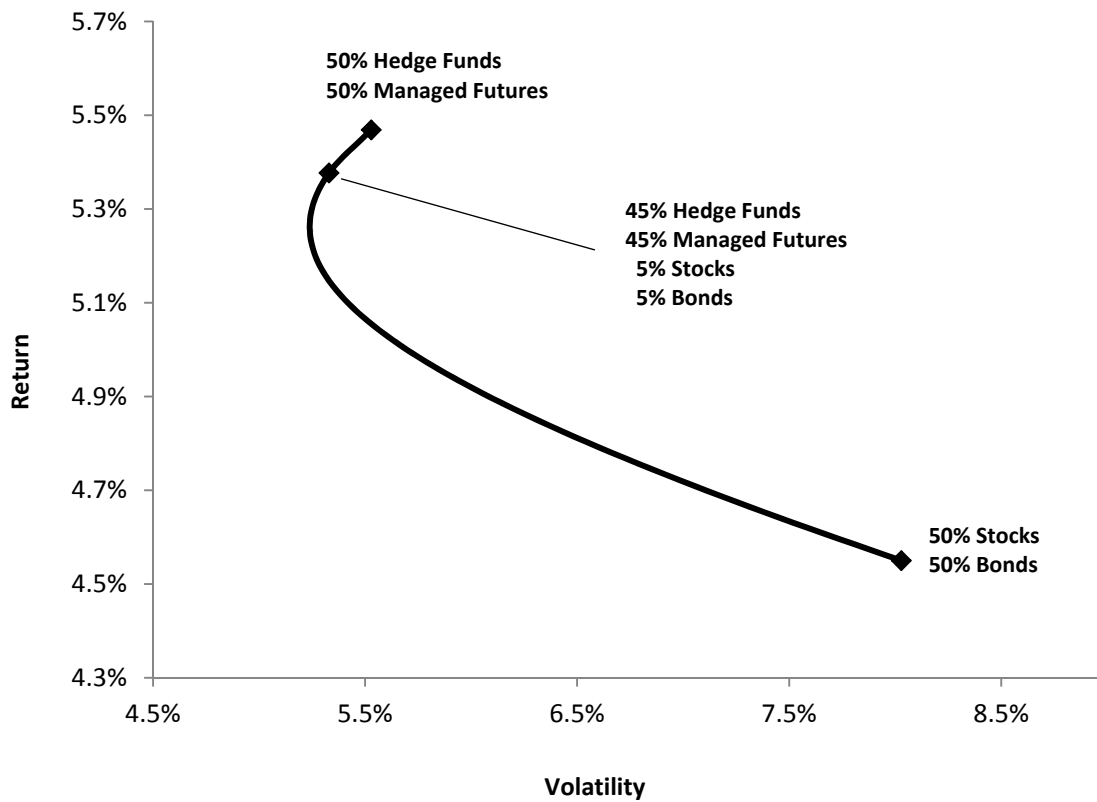 5.7%
50% Hedge Funds
50% Managed Futures
5.5%
5.3%
45% Hedge Funds
45% Managed Futures
5% Stocks
5% Bonds
5.1%
Return
4.9%
4.7%
50% Stocks
50% Bonds
4.5%
4.3%
4.5%
5.5%
6.5%
7.5%
8.5%
Volatility